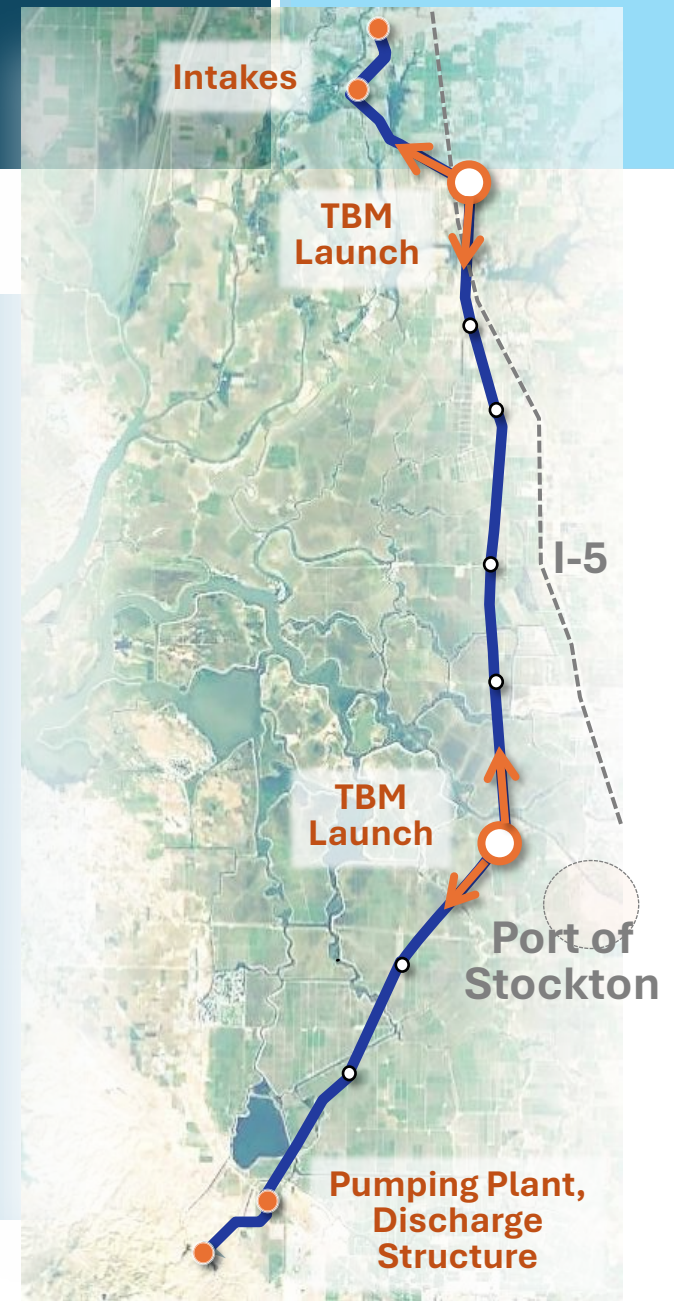 Intakes
TBM
Launch
I-5
TBM
Launch
Port of
Stockton
Pumping Plant,
Discharge
Structure